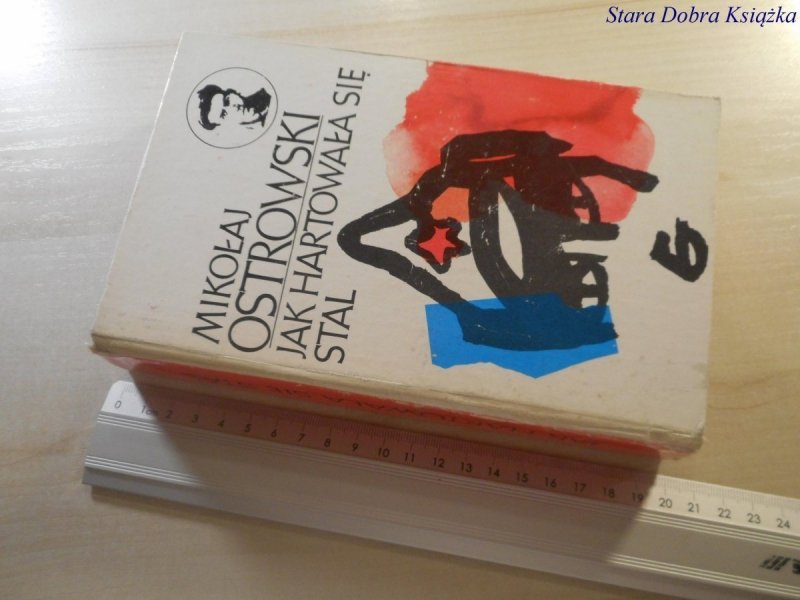 Stara Dobra Książka
MIKOŁAJ
OSTROWSKI
JAK HARTOWAŁA SIĘ
STAL
0 1cm 2 3 4 5 6 7 8 9 10 11 12 13 14 15 16 17 18 19 20 21 22 23 24